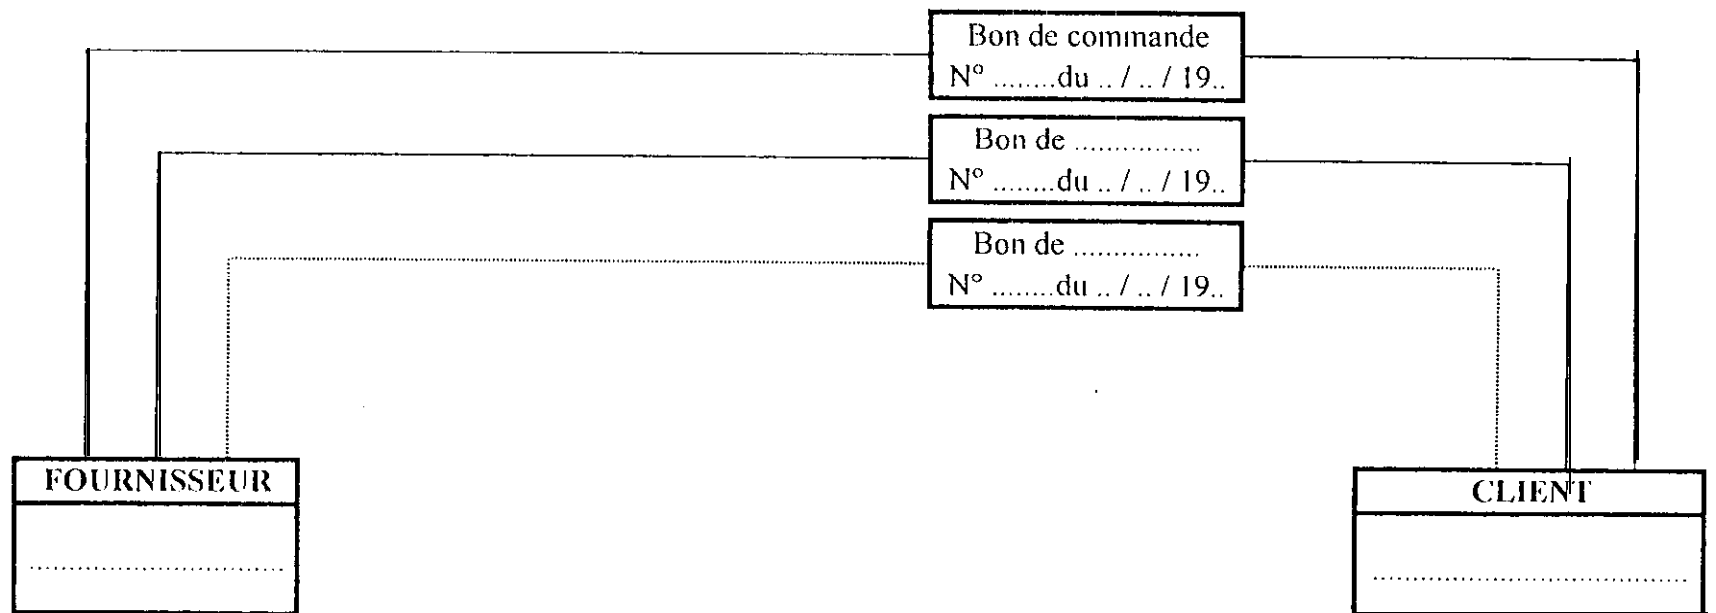 Bon de commande
N° ........du .. / .. / 19..
Bon de ................
N° ........du .. / .. / 19..
Bon de ................
N° ........du .. / .. / 19..
FOURNISSEUR
................................
CLIENT
........................................